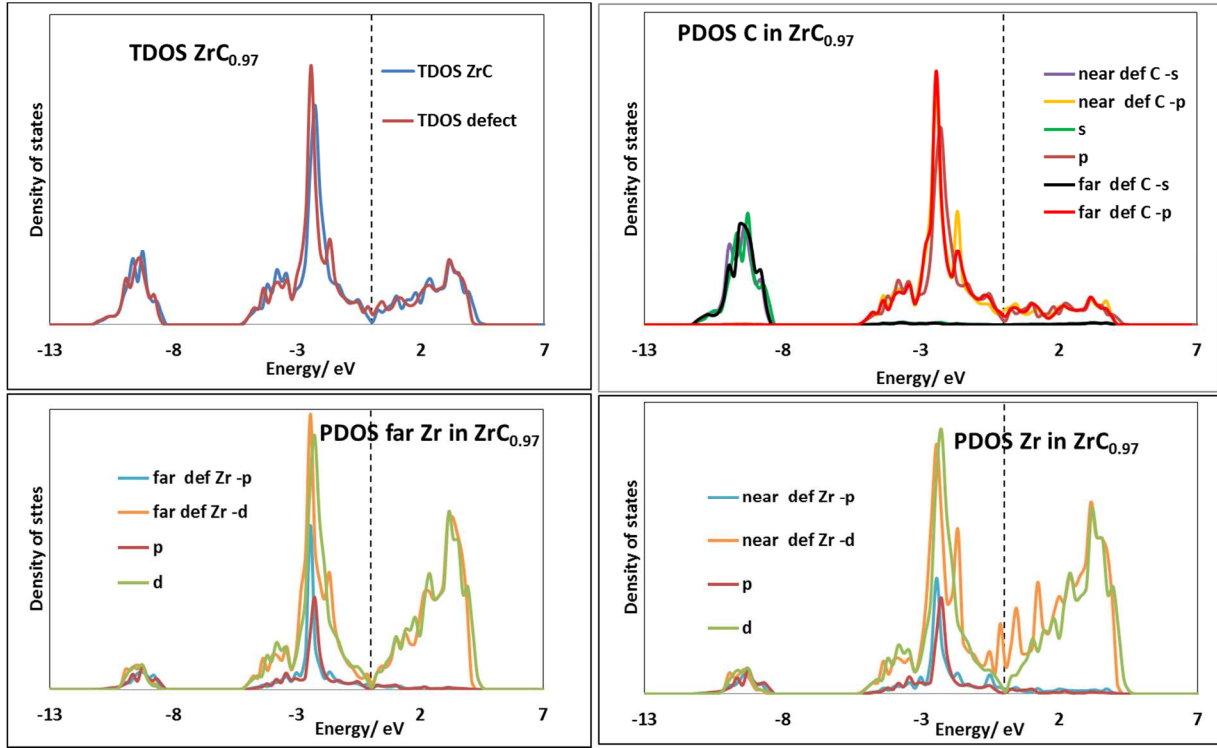 TDOS ZrC0.97
TDOS ZrC
TDOS defect
Density of states
-13 -8 -3 2 7
Energy/ eV
PDOS C in ZrC0.97
near def C -s
near def C -p
s
p
far def C -s
far def C -p
Density of states
-13 -8 -3 2 7
Energy/ eV
PDOS far Zr in ZrC0.97
far def Zr -p
far def Zr -d
p
d
Density of sttes
-13 -8 -3 2 7
Energy/ eV
PDOS Zr in ZrC0.97
near def Zr -p
near def Zr -d
p
d
Density of states
-13 -8 -3 2 7
Energy/ eV